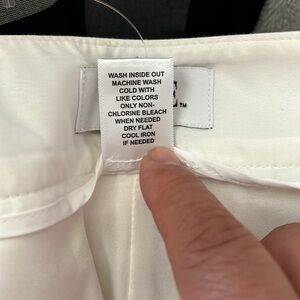 WASH INSIDE OUT
MACHINE WASH
COLD WITH
LIKE COLORS
ONLY NON-
CHLORINE BLEACH
WHEN NEEDED
DRY FLAT
COOL IRON
IF NEEDED
TM